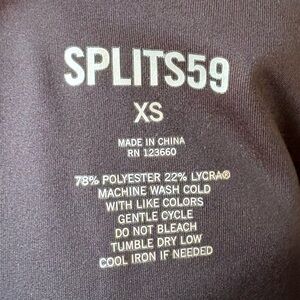 SPLITS59
XS
MADE IN CHINA
RN 123660
78% POLYESTER 22% LYCRA®
MACHINE WASH COLD
WITH LIKE COLORS
GENTLE CYCLE
DO NOT BLEACH
TUMBLE DRY LOW
COOL IRON IF NEEDED